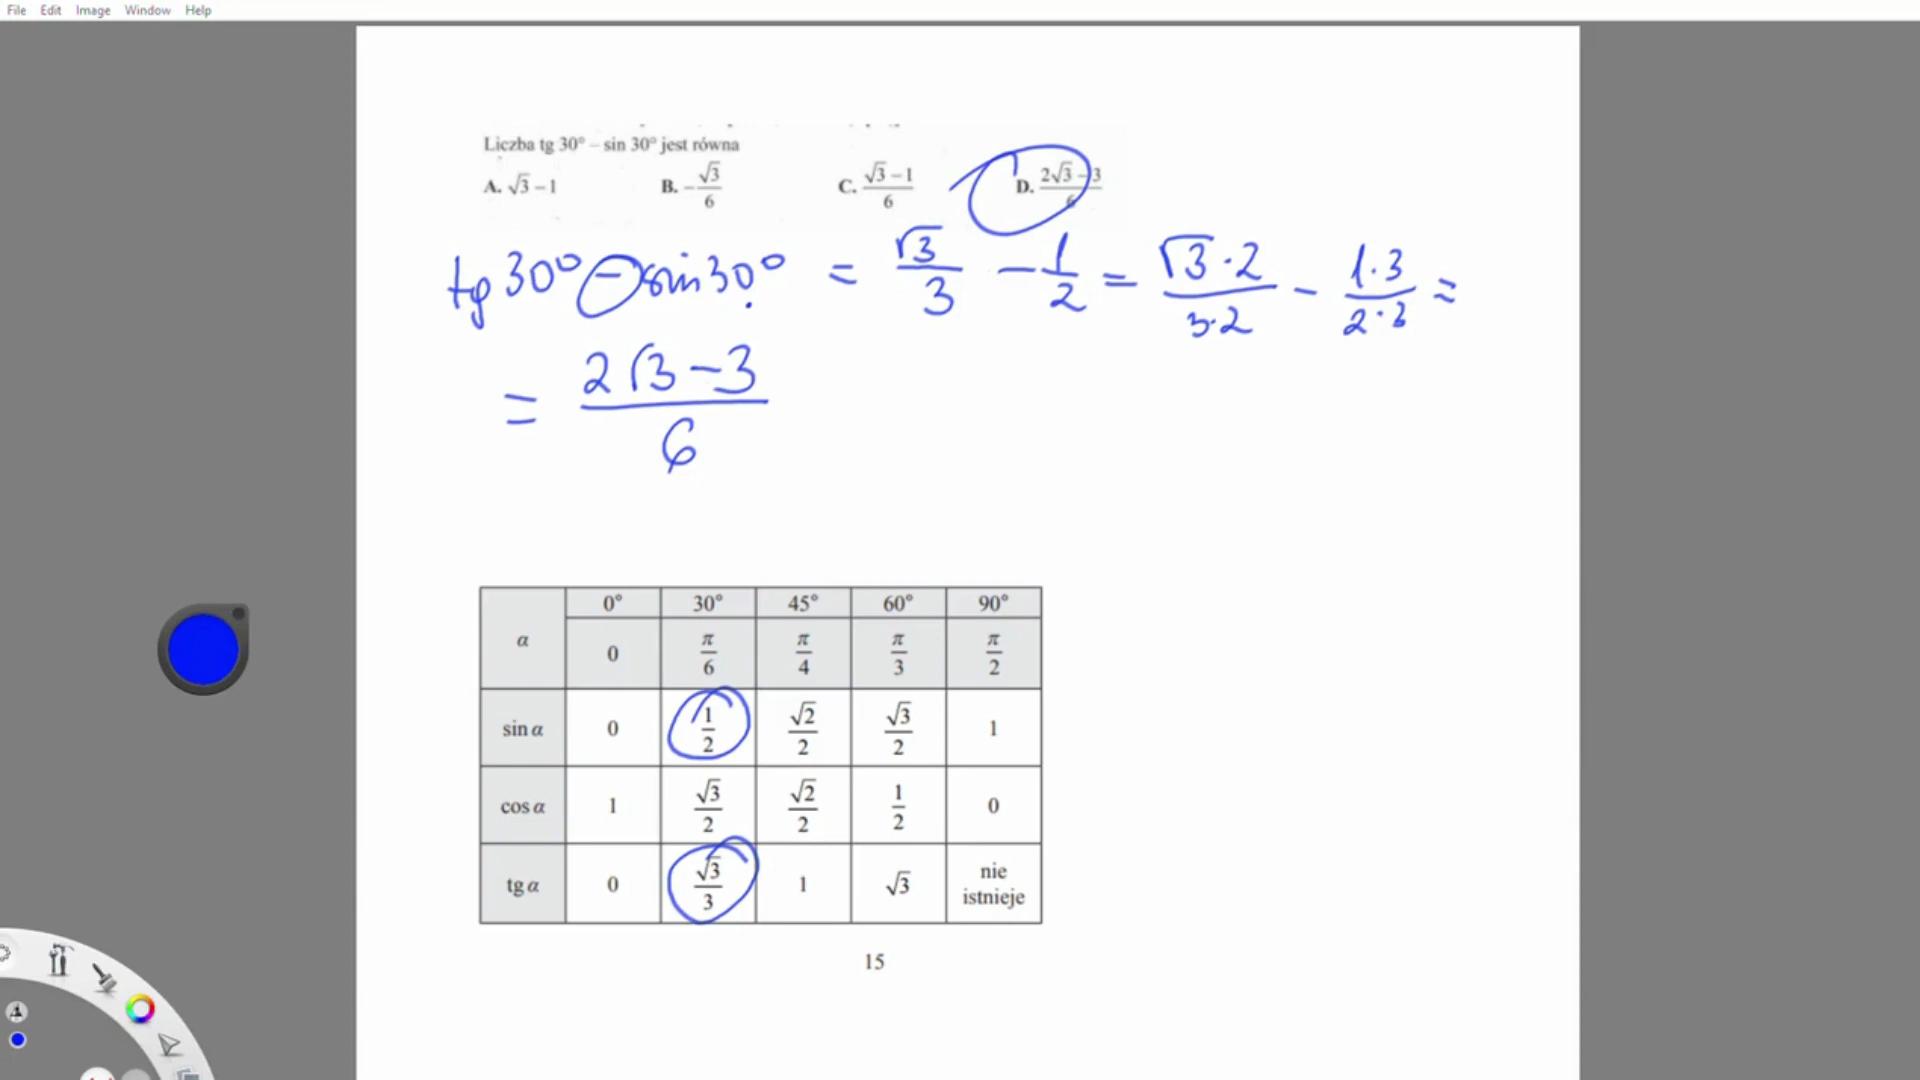 File Edit Image Window Help
Liczba tg 30° – sin 30° jest równa
A. √3 – 1 B. –√3/6 C. (√3 – 1)/6 D. (2√3 – 3)/6
tg 30° – sin 30° = √3/3 – 1/2 = (√3·2)/(3·2) – (1·3)/(2·3) =
= (2√3 – 3)/6
α 0° 30° 45° 60° 90°
0 π/6 π/4 π/3 π/2
sin α 0 1/2 √2/2 √3/2 1
cos α 1 √3/2 √2/2 1/2 0
tg α 0 √3/3 1 √3 nie istnieje
15